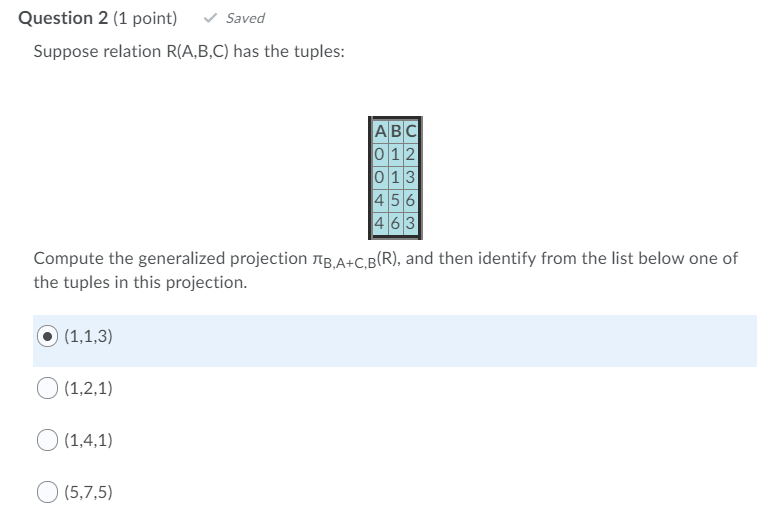 Question 2 (1 point) ✓ Saved
Suppose relation R(A,B,C) has the tuples:
A B C
0 1 2
0 1 3
4 5 6
4 6 3
Compute the generalized projection πB,A+C,B(R), and then identify from the list below one of
the tuples in this projection.
(1,1,3)
(1,2,1)
(1,4,1)
(5,7,5)